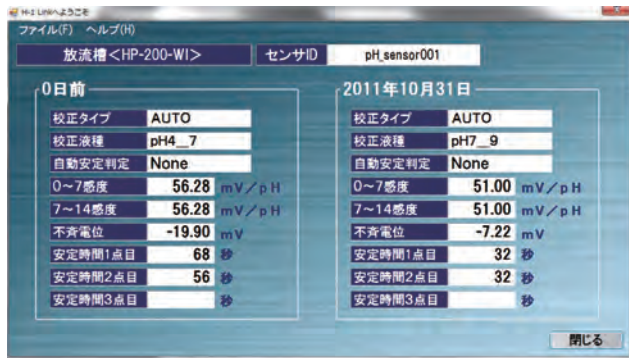 H-1 Linkへようこそ
ファイル(F) ヘルプ(H)
放流槽<HP-200-WI> センサID pH_sensor001
0日前
校正タイプ AUTO
校正液種 pH4__7
自動安定判定 None
0～7感度 56.28 mV/pH
7～14感度 56.28 mV/pH
不斉電位 -19.90 mV
安定時間1点目 68 秒
安定時間2点目 56 秒
安定時間3点目 秒
2011年10月31日
校正タイプ AUTO
校正液種 pH7__9
自動安定判定 None
0～7感度 51.00 mV/pH
7～14感度 51.00 mV/pH
不斉電位 -7.22 mV
安定時間1点目 32 秒
安定時間2点目 32 秒
安定時間3点目 秒
閉じる